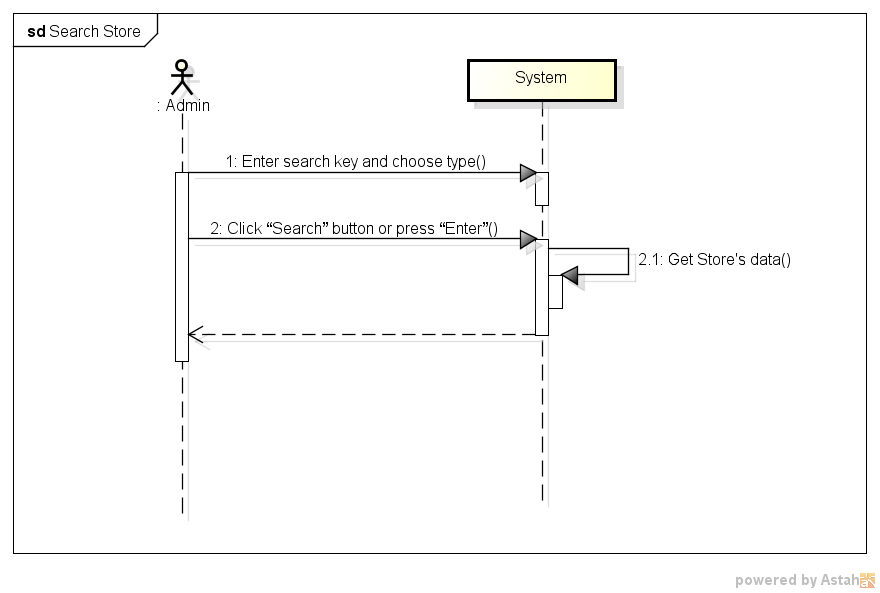 sd Search Store
: Admin
System
1: Enter search key and choose type()
2: Click “Search” button or press “Enter”()
2.1: Get Store's data()
powered by Astah